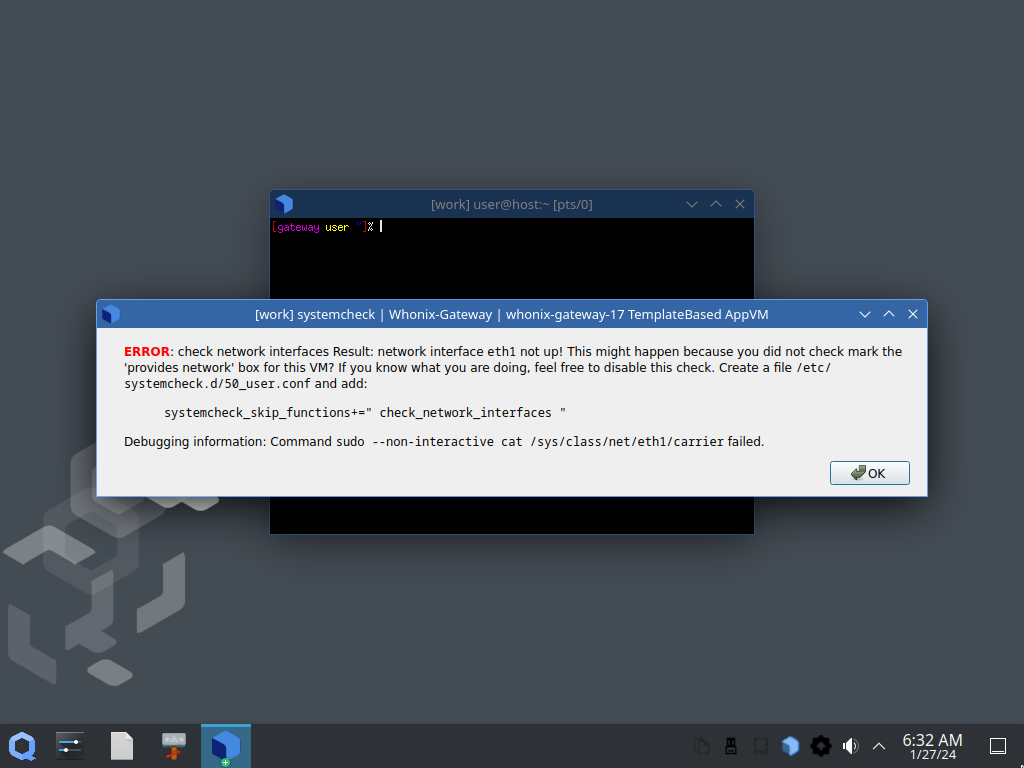 [work] user@host:~ [pts/0]
[gateway user ~]%
[work] systemcheck | Whonix-Gateway | whonix-gateway-17 TemplateBased AppVM
ERROR: check network interfaces Result: network interface eth1 not up! This might happen because you did not check mark the
'provides network' box for this VM? If you know what you are doing, feel free to disable this check. Create a file /etc/
systemcheck.d/50_user.conf and add:
systemcheck_skip_functions+=" check_network_interfaces "
Debugging information: Command sudo --non-interactive cat /sys/class/net/eth1/carrier failed.
OK
6:32 AM
1/27/24